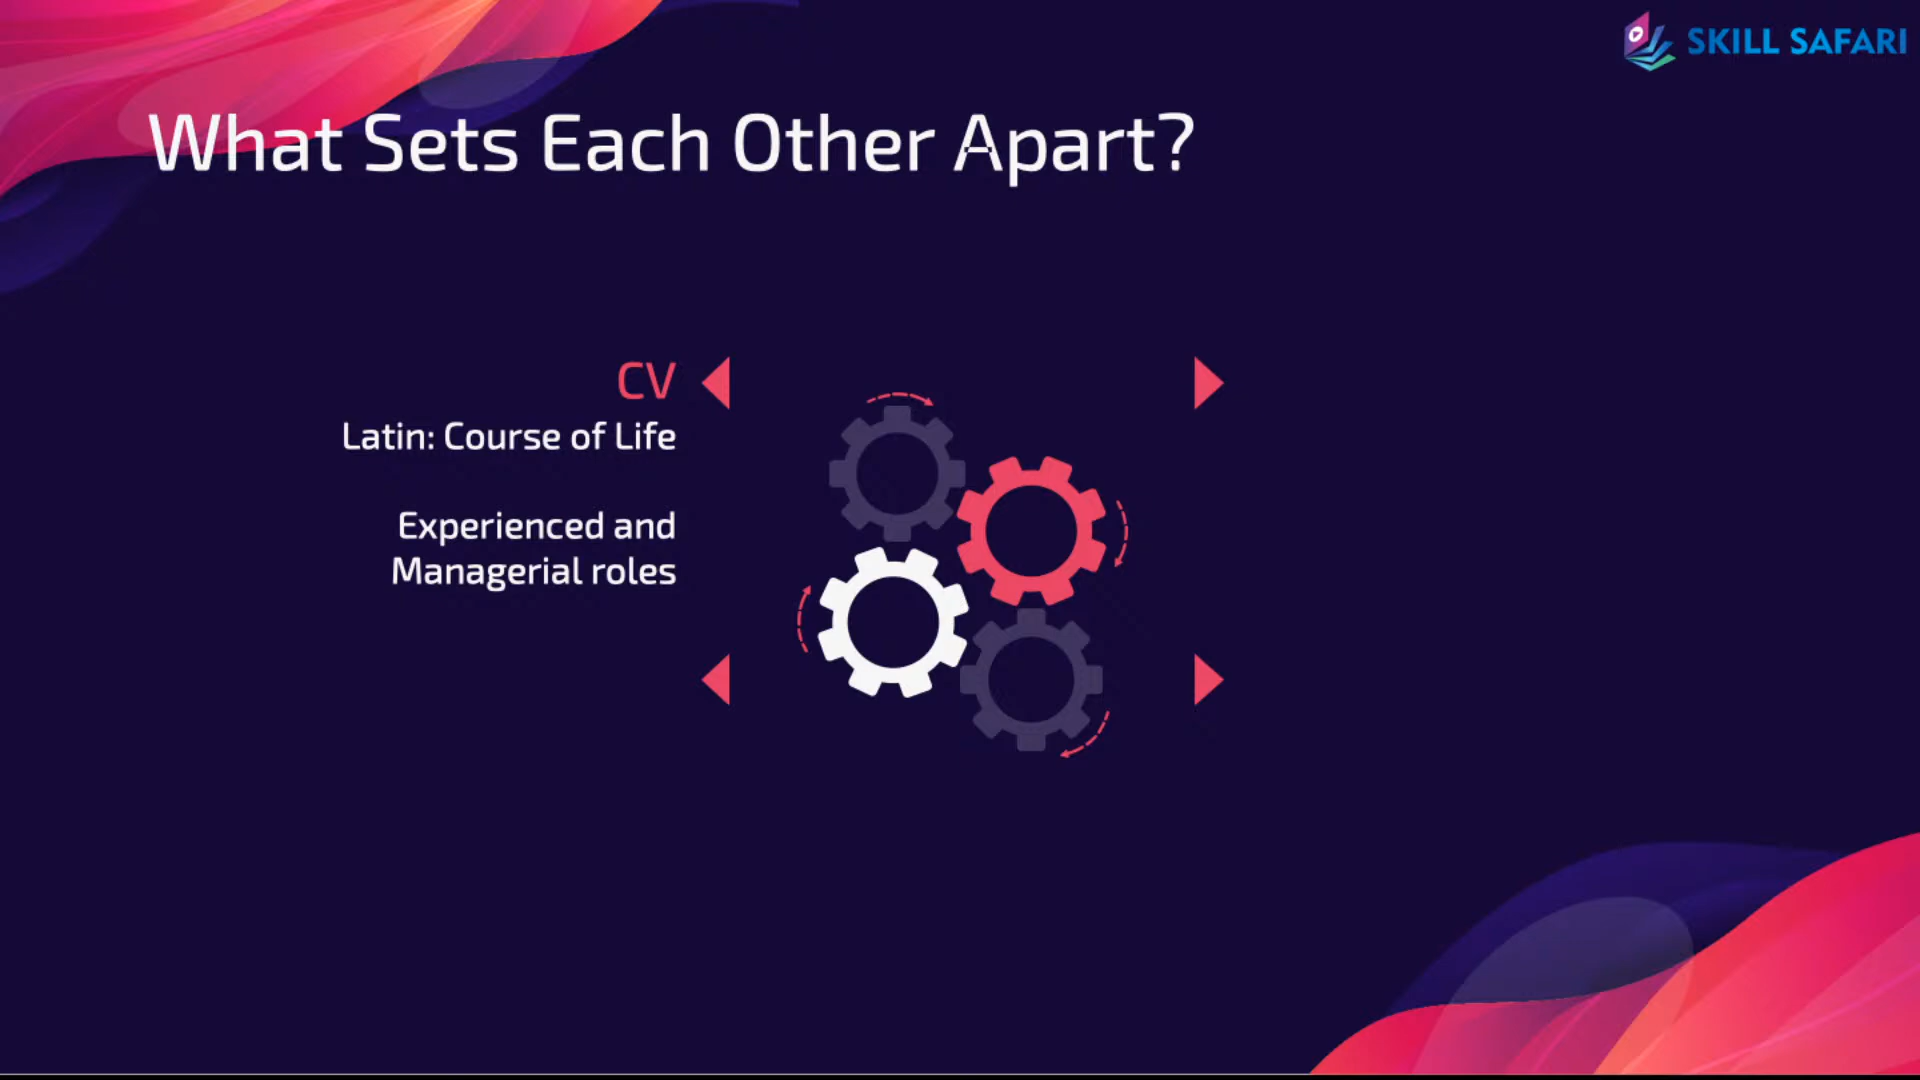 SKILL SAFARI
What Sets Each Other Apart?
CV
Latin: Course of Life
Experienced and
Managerial roles